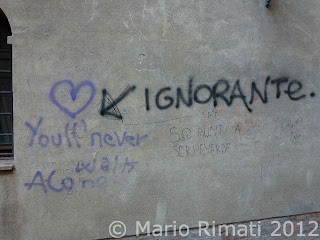 IGNORANTE.
You'll never
walk
Alone
© Mario Rimati 2012